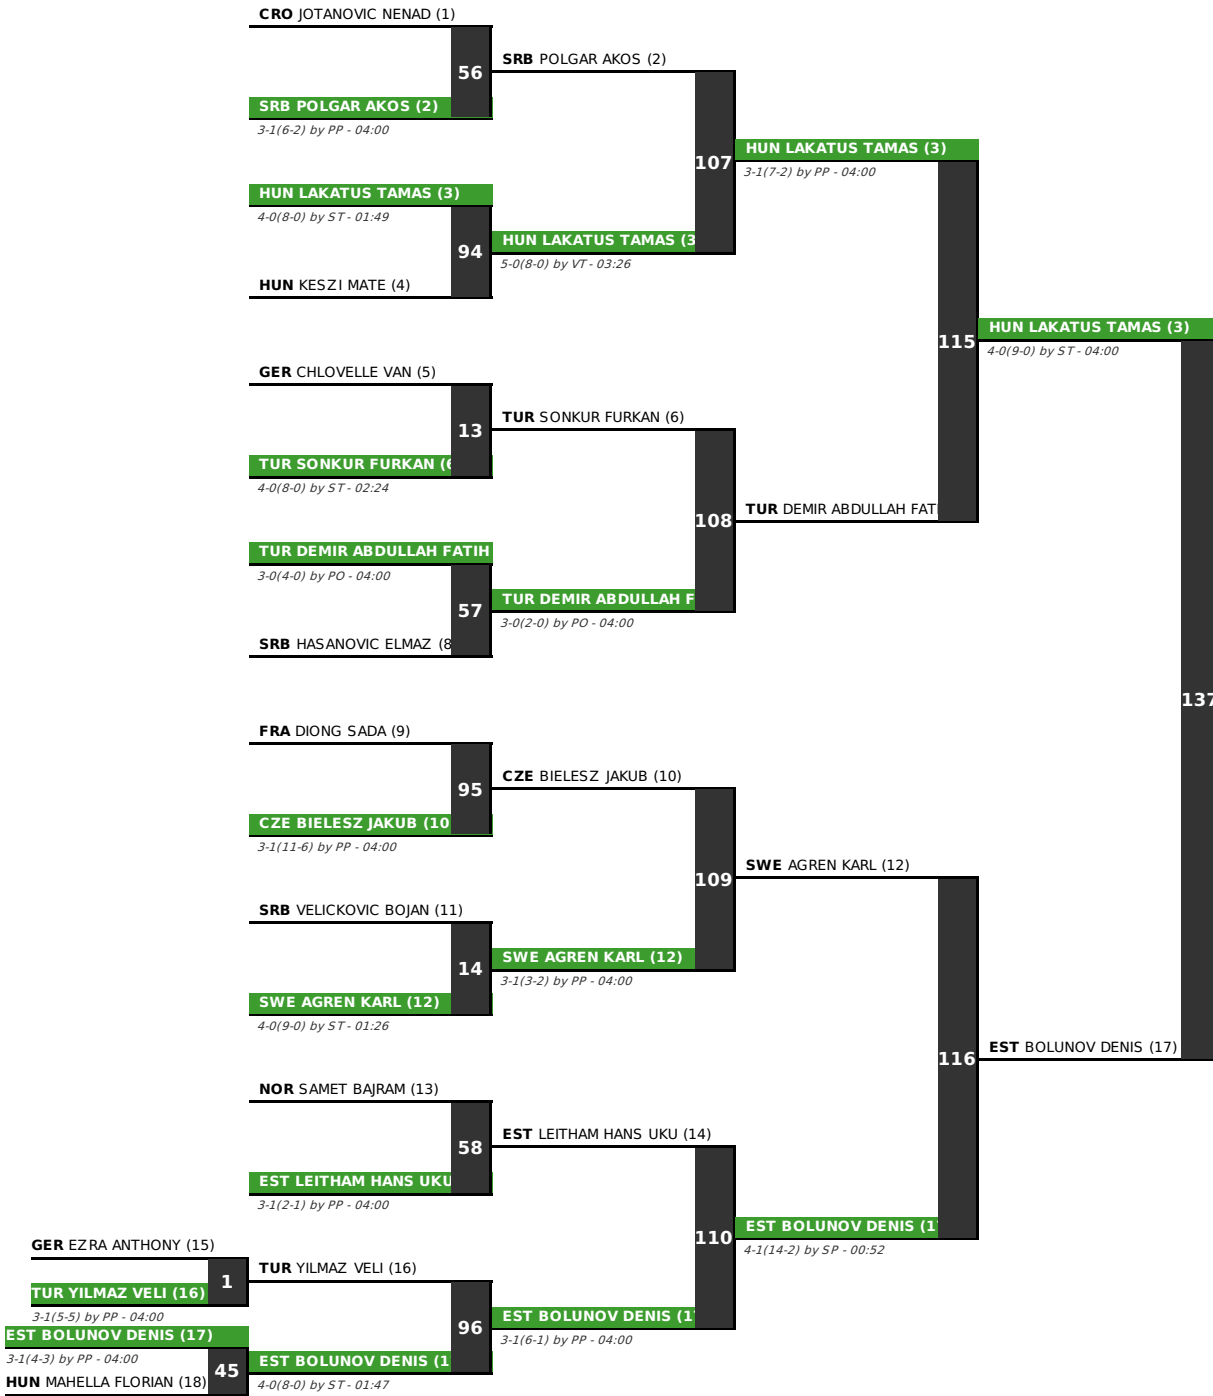 CRO JOTANOVIC NENAD (1)
56
SRB POLGAR AKOS (2)
3-1(6-2) by PP - 04:00
SRB POLGAR AKOS (2)
107
HUN LAKATUS TAMAS (3)
4-0(8-0) by ST - 01:49
94
HUN KESZI MATE (4)
HUN LAKATUS TAMAS (3
5-0(8-0) by VT - 03:26
HUN LAKATUS TAMAS (3)
3-1(7-2) by PP - 04:00
115
GER CHLOVELLE VAN (5)
13
TUR SONKUR FURKAN (6
4-0(8-0) by ST - 02:24
TUR SONKUR FURKAN (6)
108
TUR DEMIR ABDULLAH FATIH
3-0(4-0) by PO - 04:00
57
SRB HASANOVIC ELMAZ (8
TUR DEMIR ABDULLAH F
3-0(2-0) by PO - 04:00
TUR DEMIR ABDULLAH FATI
HUN LAKATUS TAMAS (3)
4-0(9-0) by ST - 04:00
137
FRA DIONG SADA (9)
95
CZE BIELESZ JAKUB (10
3-1(11-6) by PP - 04:00
CZE BIELESZ JAKUB (10)
109
SRB VELICKOVIC BOJAN (11)
14
SWE AGREN KARL (12)
4-0(9-0) by ST - 01:26
SWE AGREN KARL (12)
3-1(3-2) by PP - 04:00
SWE AGREN KARL (12)
116
NOR SAMET BAJRAM (13)
58
EST LEITHAM HANS UKU
3-1(2-1) by PP - 04:00
EST LEITHAM HANS UKU (14)
110
GER EZRA ANTHONY (15)
1
TUR YILMAZ VELI (16)
3-1(5-5) by PP - 04:00
TUR YILMAZ VELI (16)
96
EST BOLUNOV DENIS (17)
3-1(4-3) by PP - 04:00
45
HUN MAHELLA FLORIAN (18)
EST BOLUNOV DENIS (1
4-0(8-0) by ST - 01:47
EST BOLUNOV DENIS (17
3-1(6-1) by PP - 04:00
EST BOLUNOV DENIS (17
4-1(14-2) by SP - 00:52
EST BOLUNOV DENIS (17)